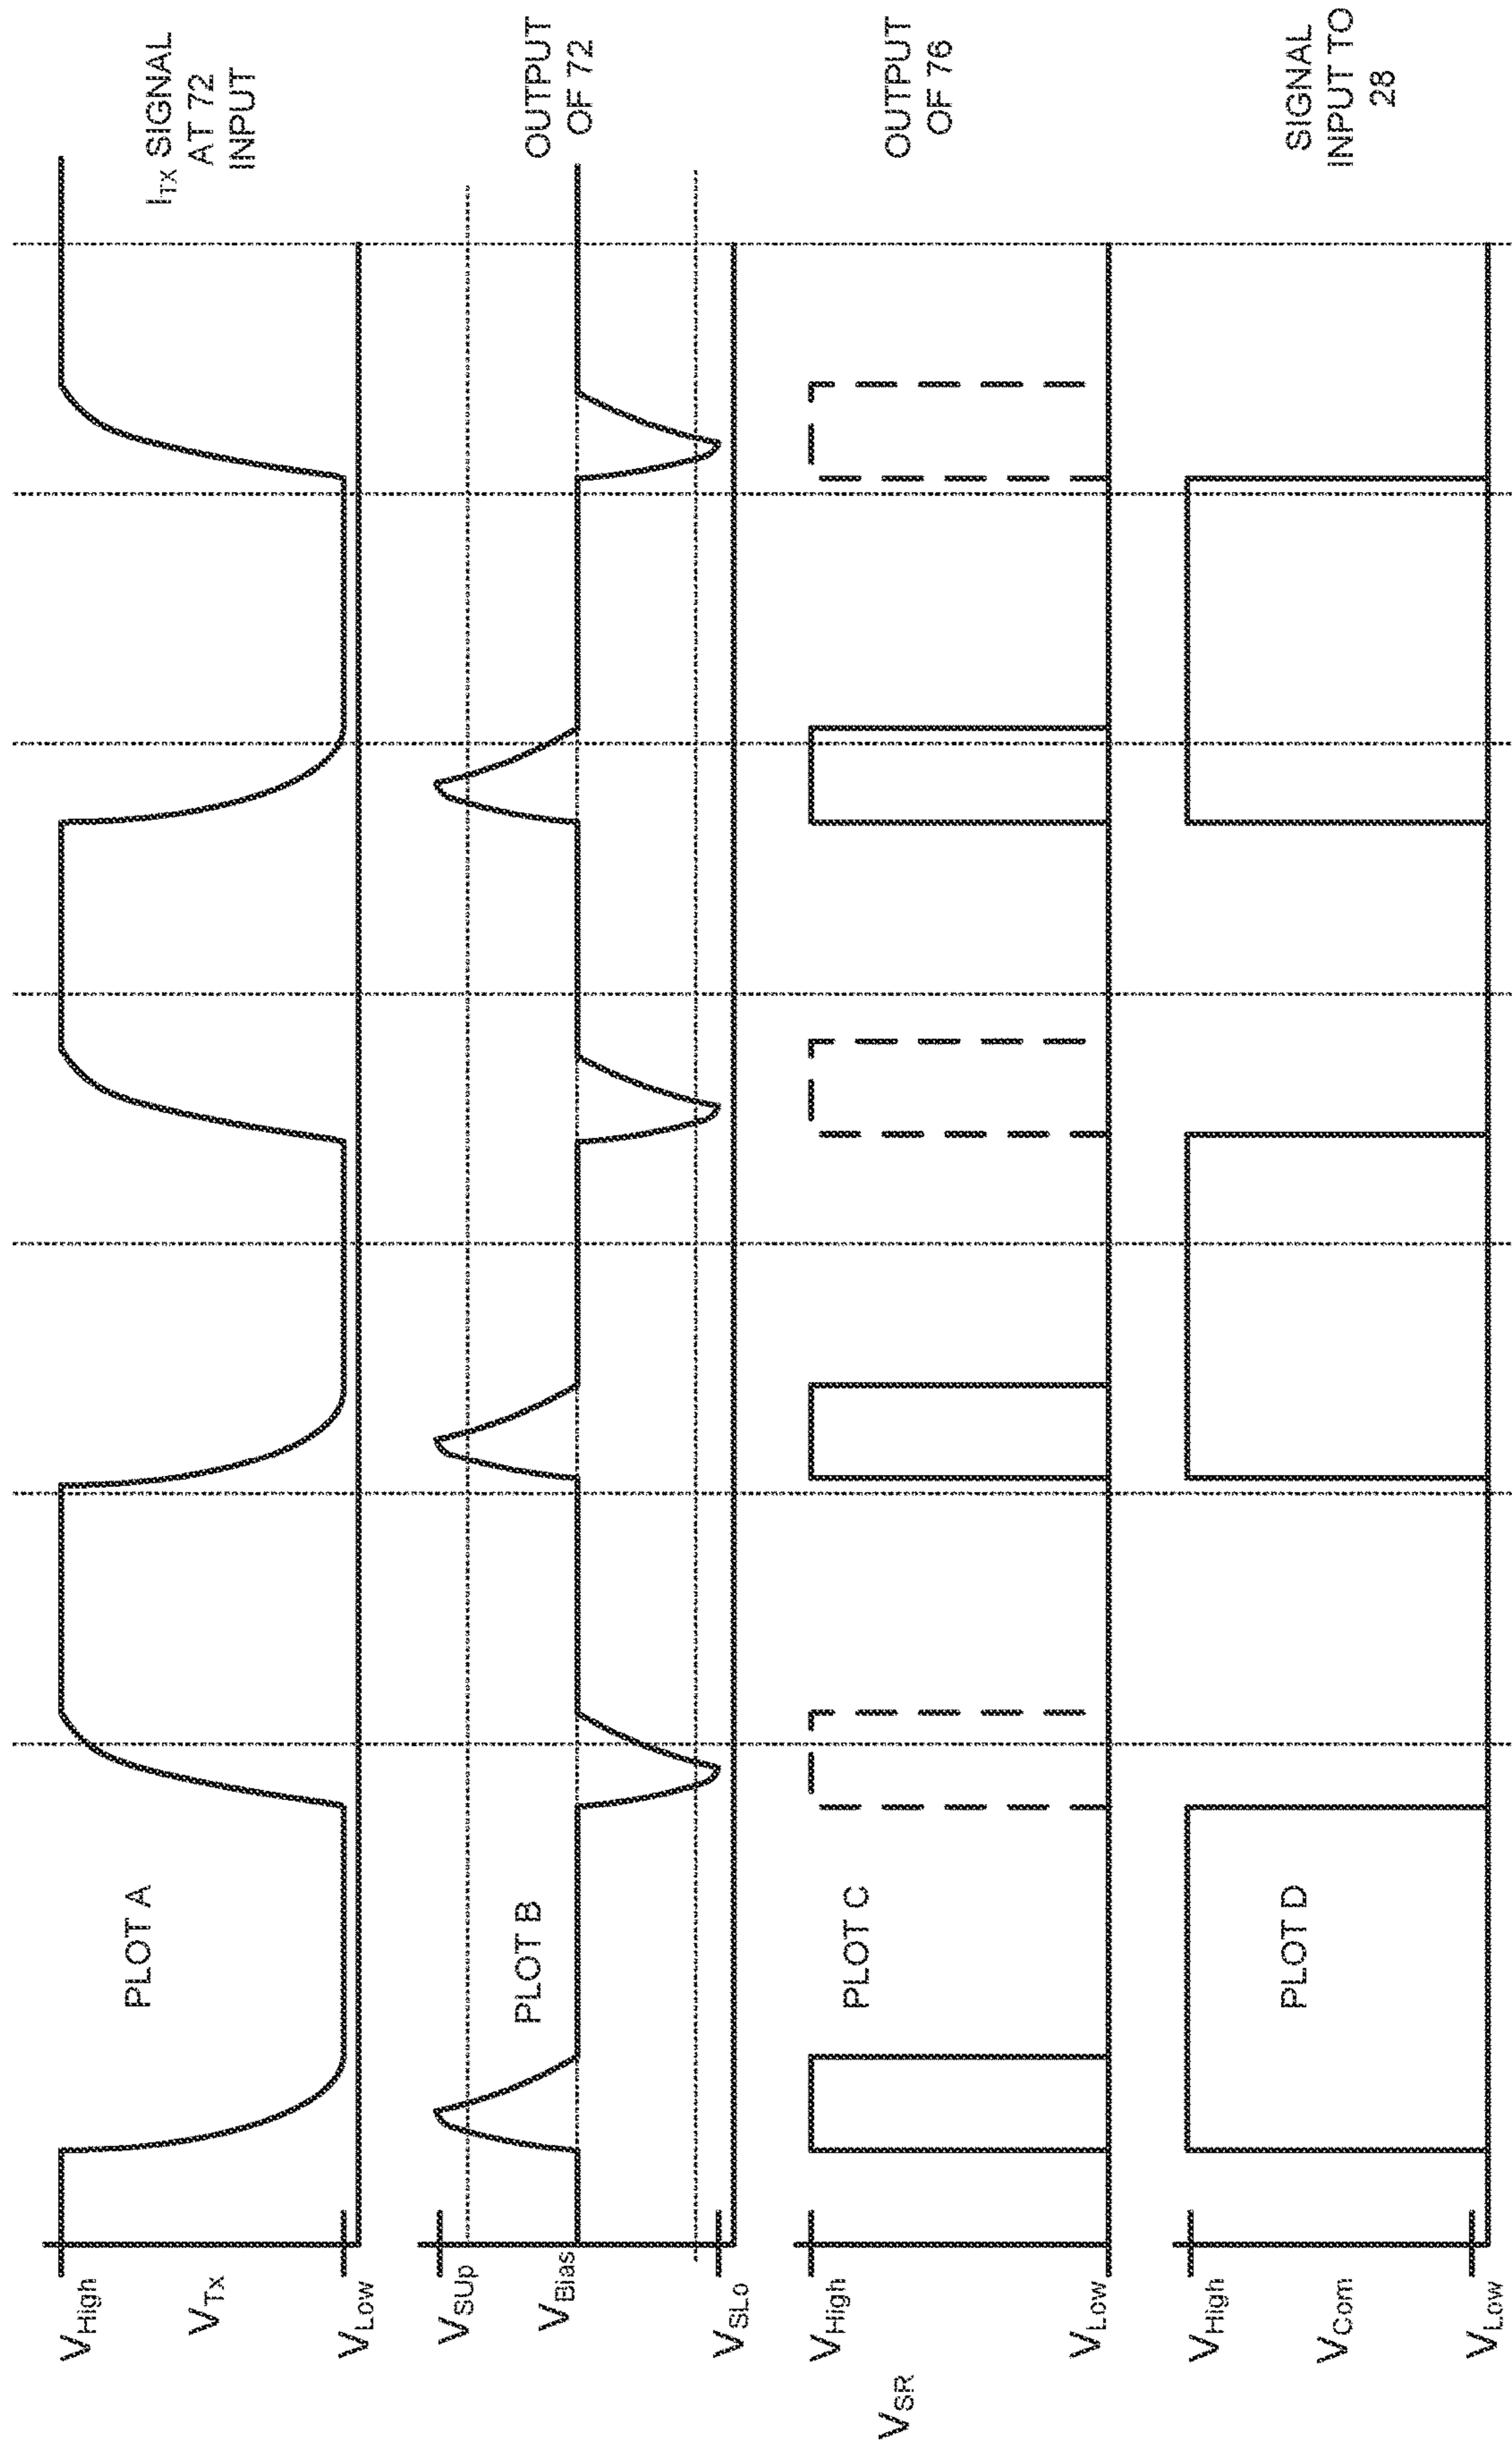 V_High
V_Tx
V_Low
PLOT A
I_TX SIGNAL
AT 72
INPUT
V_SUp
V_Bias
V_SLo
PLOT B
OUTPUT
OF 72
V_High
V_SR
V_Low
PLOT C
OUTPUT
OF 76
V_High
V_Com
V_Low
PLOT D
SIGNAL
INPUT TO
28